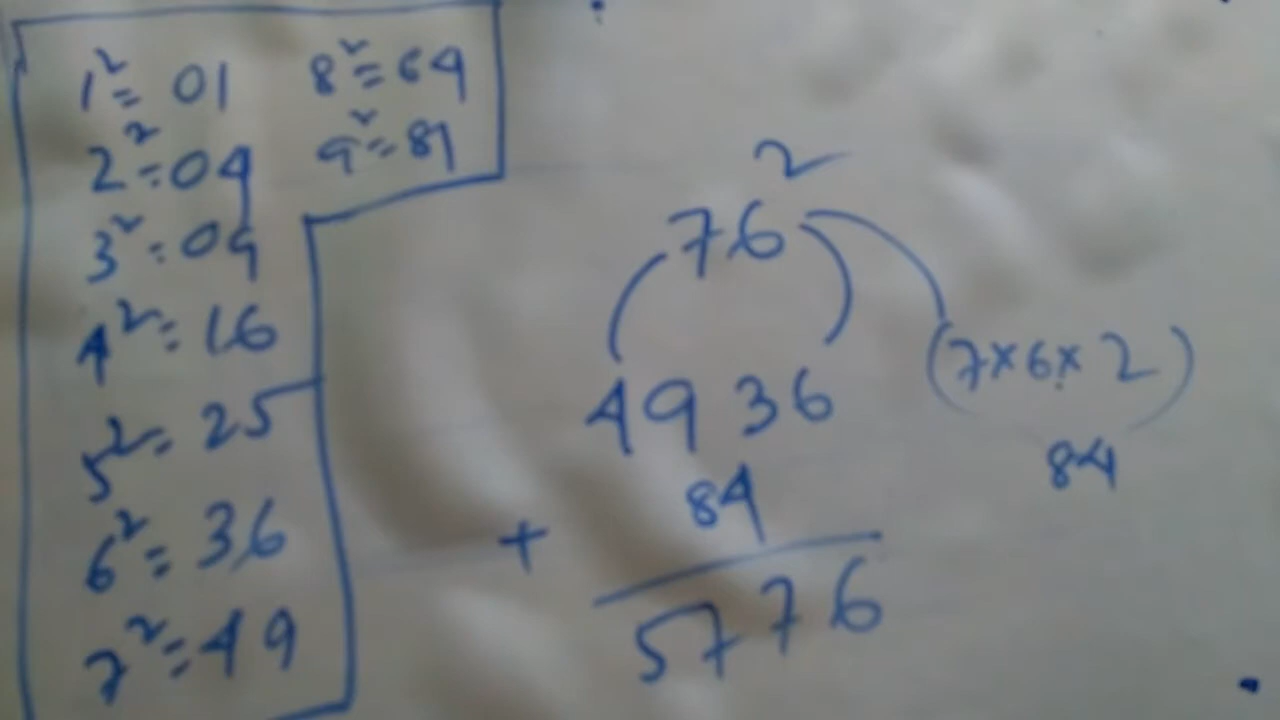 1² = 01
2² = 04
3² = 09
4² = 16
5² = 25
6² = 36
7² = 49
8² = 64
9² = 81
76²
4936 (7×6×2)
84 84
+
5776